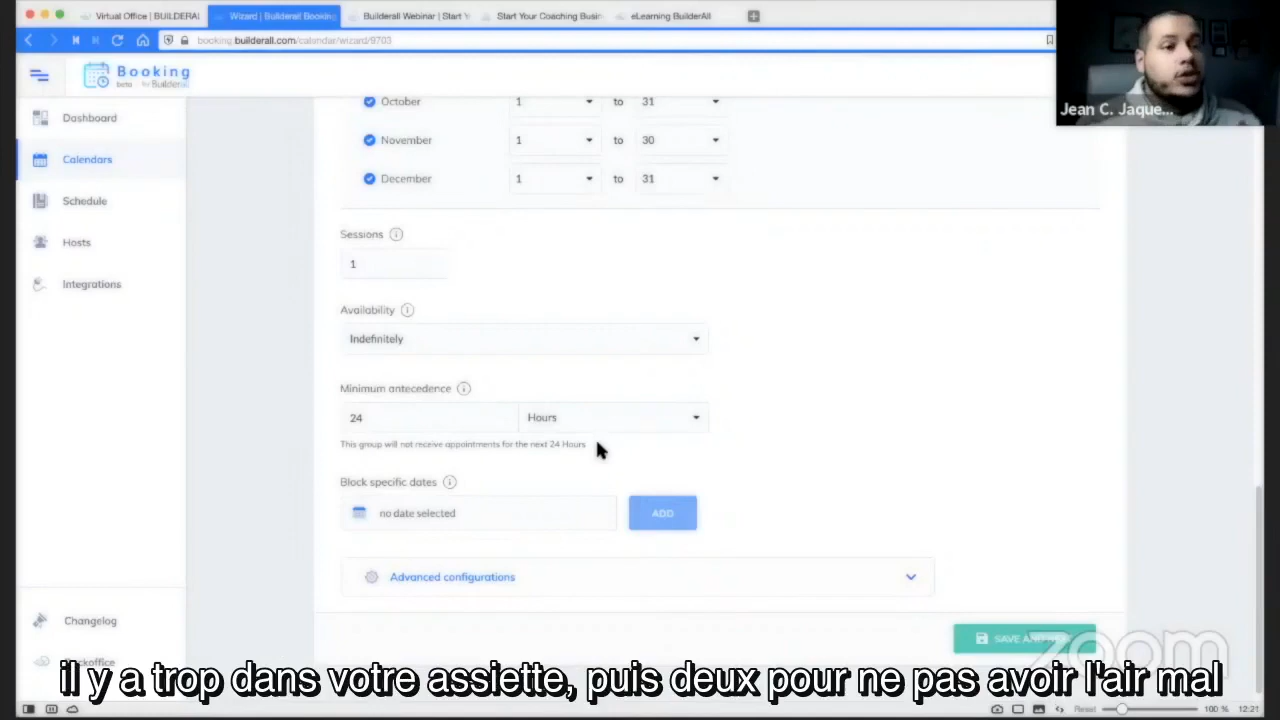 Virtual Office | BUILDERAL
Wizard | Builderall Booking
Builderall Webinar | Start Y
Start Your Coaching Busin
eLearning BuilderAll
booking.builderall.com/calendar/wizard/9703
Jean C. Jaque...
Booking
beta by Builderall
Dashboard
Calendars
Schedule
Hosts
Integrations
Changelog
October 1 to 31
November 1 to 30
December 1 to 31
Sessions
1
Availability
Indefinitely
Minimum antecedence
24 Hours
This group will not receive appointments for the next 24 Hours
Block specific dates
no date selected ADD
Advanced configurations
SAVE AND
zoom
il y a trop dans votre assiette, puis deux pour ne pas avoir l'air mal
Reset 100 % 12:21